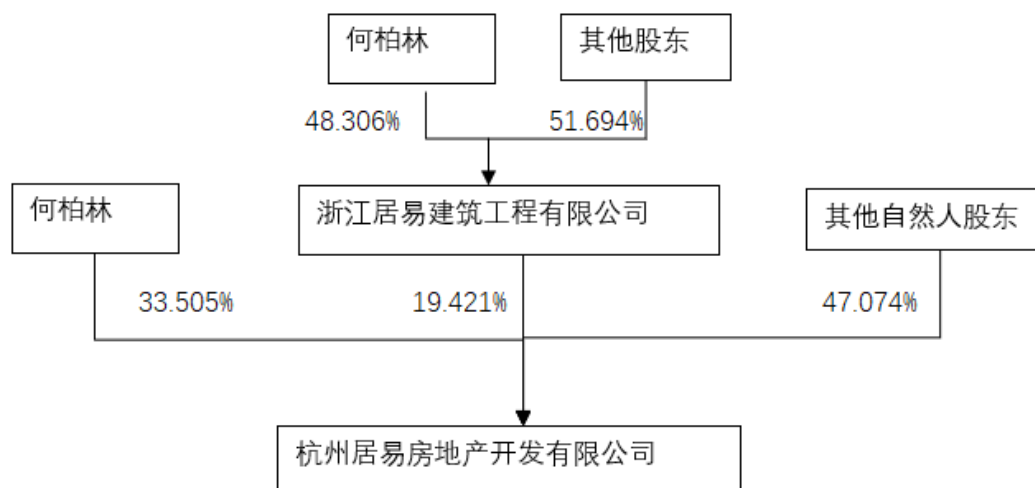 何柏林
其他股东
48.306%
51.694%
何柏林
浙江居易建筑工程有限公司
其他自然人股东
33.505%
19.421%
47.074%
杭州居易房地产开发有限公司